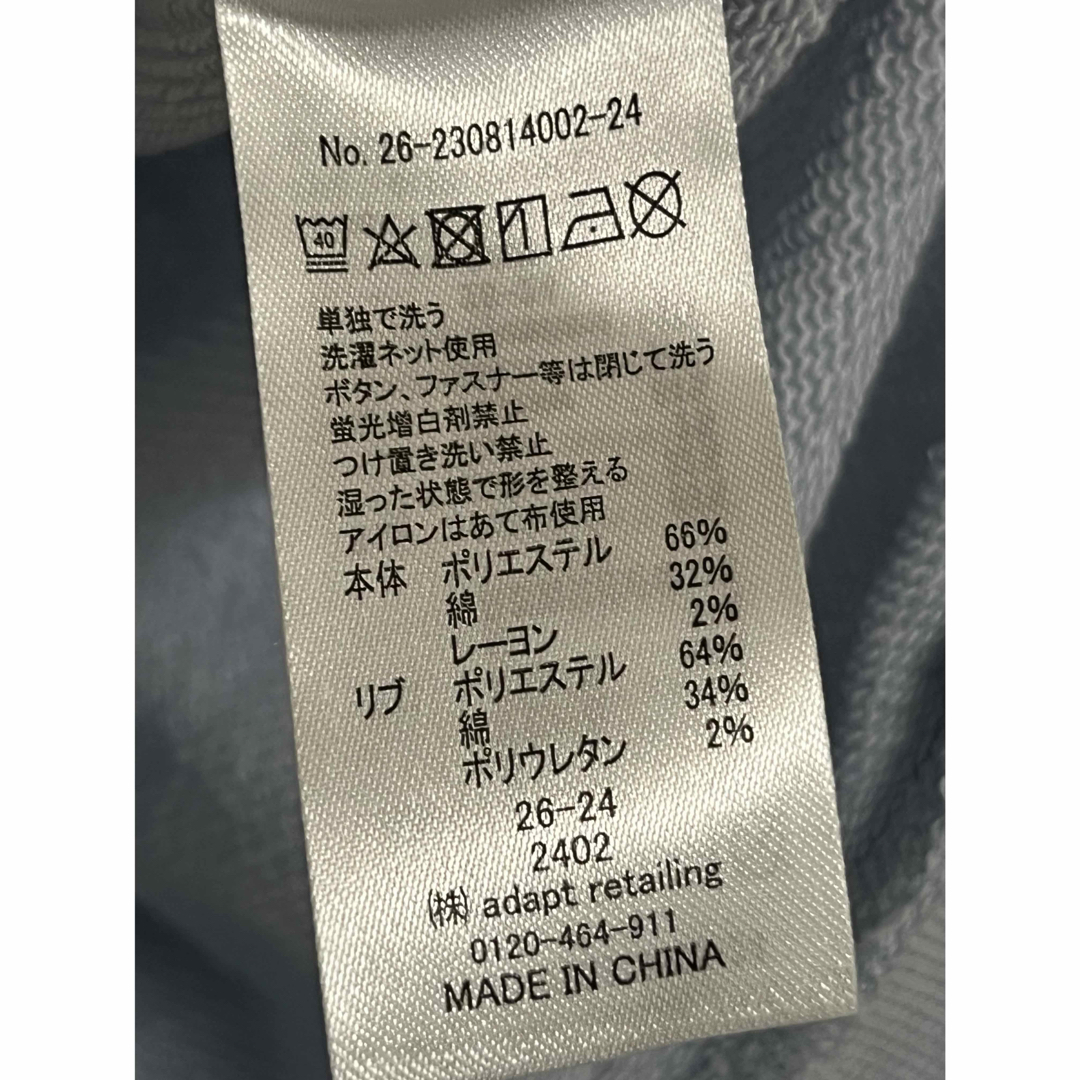 No. 26-230814002-24
40
単独で洗う
洗濯ネット使用
ボタン、ファスナー等は閉じて洗う
蛍光増白剤禁止
つけ置き洗い禁止
湿った状態で形を整える
アイロンはあて布使用
本体 ポリエステル 66%
綿 32%
レーヨン 2%
リブ ポリエステル 64%
綿 34%
ポリウレタン 2%
26-24
2402
㈱ adapt retailing
0120-464-911
MADE IN CHINA